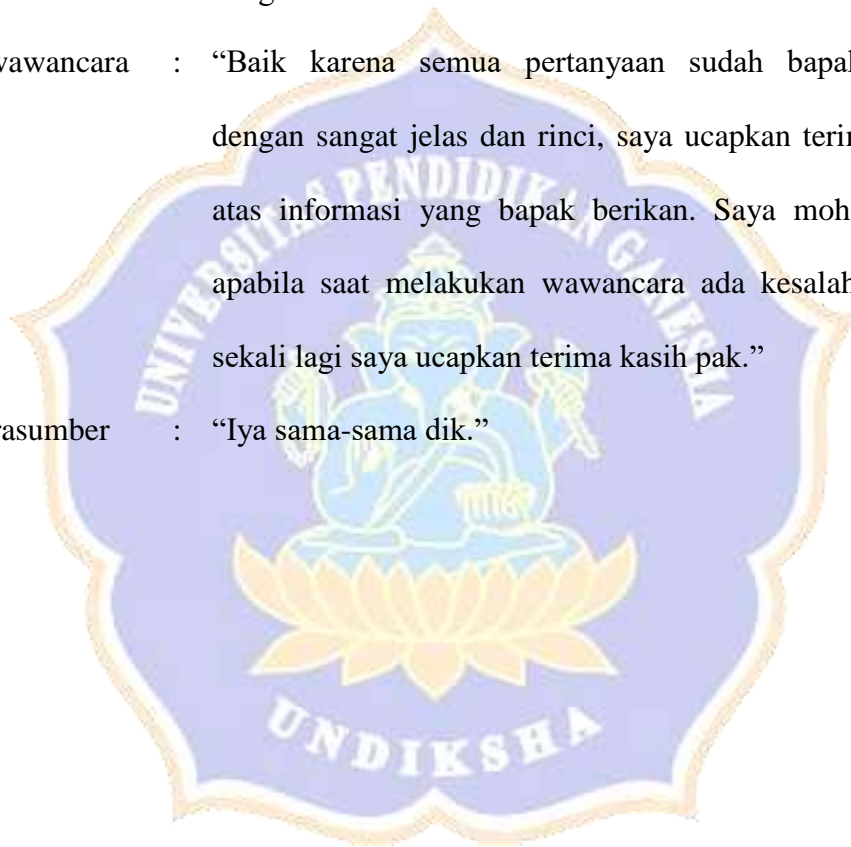 wawancara : “Baik karena semua pertanyaan sudah bapak
dengan sangat jelas dan rinci, saya ucapkan terim
atas informasi yang bapak berikan. Saya moh
apabila saat melakukan wawancara ada kesalah
sekali lagi saya ucapkan terima kasih pak.”
rasumber : “Iya sama-sama dik.”
UNIVERSITAS PENDIDIKAN GANESHA
UNDIKSHA